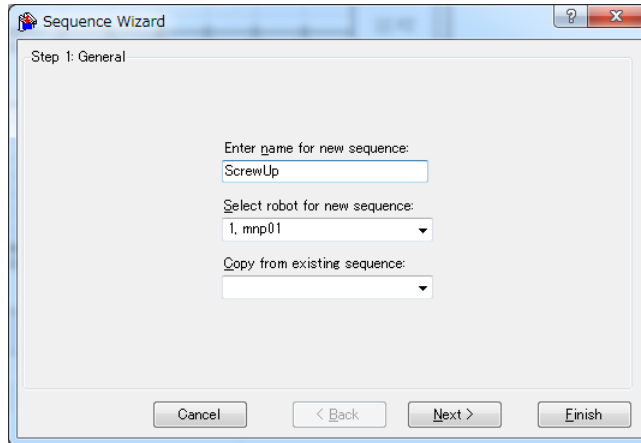 Sequence Wizard
Step 1: General
Enter name for new sequence:
ScrewUp
Select robot for new sequence:
1, mnp01
Copy from existing sequence:
Cancel
< Back
Next >
Finish